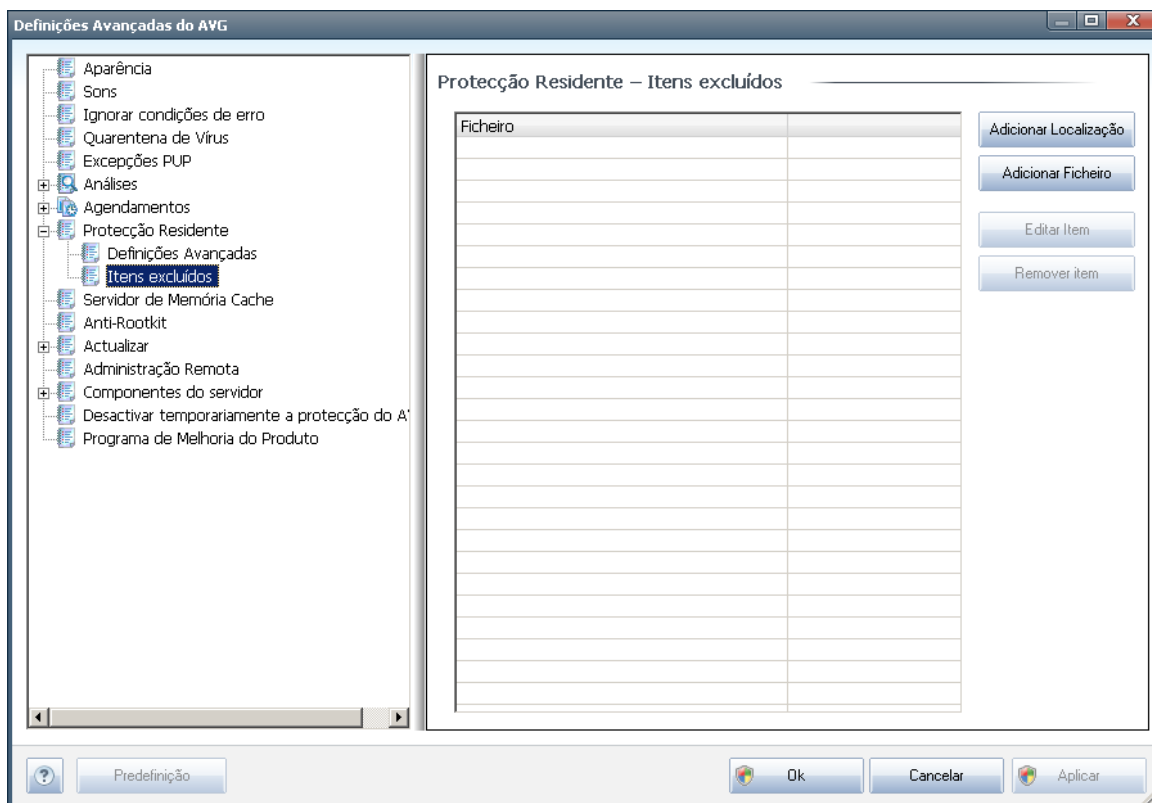 Definições Avançadas do AVG
Aparência
Sons
Ignorar condições de erro
Quarentena de Vírus
Excepções PUP
Análises
Agendamentos
Protecção Residente
Definições Avançadas
Itens excluídos
Servidor de Memória Cache
Anti-Rootkit
Actualizar
Administração Remota
Componentes do servidor
Desactivar temporariamente a protecção do A
Programa de Melhoria do Produto
Protecção Residente – Itens excluídos
Ficheiro
Adicionar Localização
Adicionar Ficheiro
Editar Item
Remover item
Predefinição
Ok
Cancelar
Aplicar